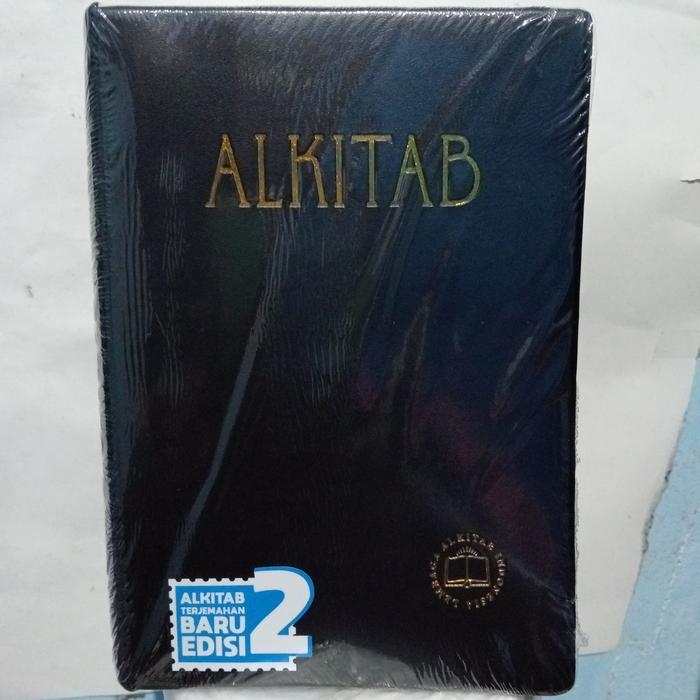 ALKITAB
LEMBAGA ALKITAB INDONESIA
ALKITAB
TERJEMAHAN
BARU
EDISI 2